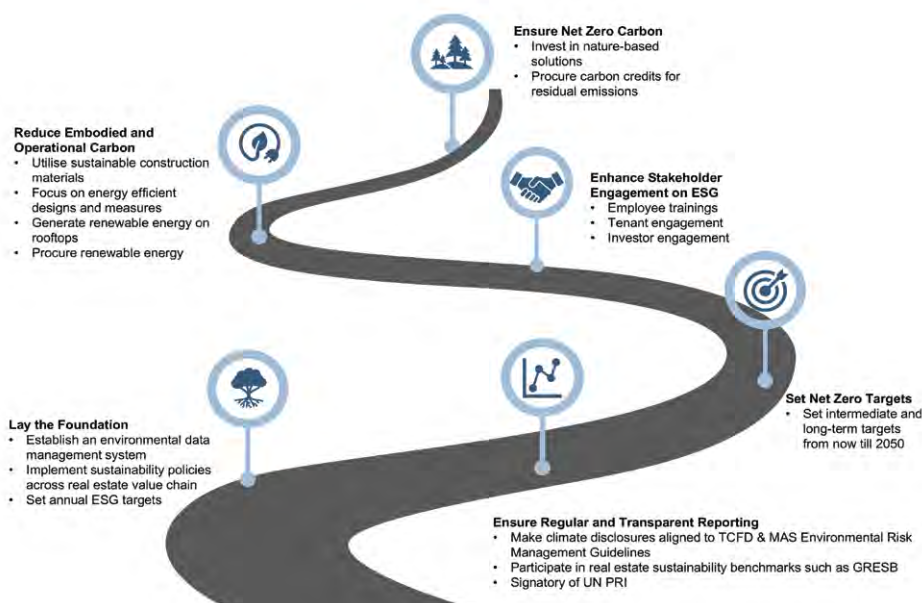 Ensure Net Zero Carbon
• Invest in nature-based
solutions
• Procure carbon credits for
residual emissions
Reduce Embodied and
Operational Carbon
• Utilise sustainable construction
materials
• Focus on energy efficient
designs and measures
• Generate renewable energy on
rooftops
• Procure renewable energy
Enhance Stakeholder
Engagement on ESG
• Employee trainings
• Tenant engagement
• Investor engagement
Set Net Zero Targets
• Set intermediate and
long-term targets
from now till 2050
Lay the Foundation
• Establish an environmental data
management system
• Implement sustainability policies
across real estate value chain
• Set annual ESG targets
Ensure Regular and Transparent Reporting
• Make climate disclosures aligned to TCFD & MAS Environmental Risk
Management Guidelines
• Participate in real estate sustainability benchmarks such as GRESB
• Signatory of UN PRI